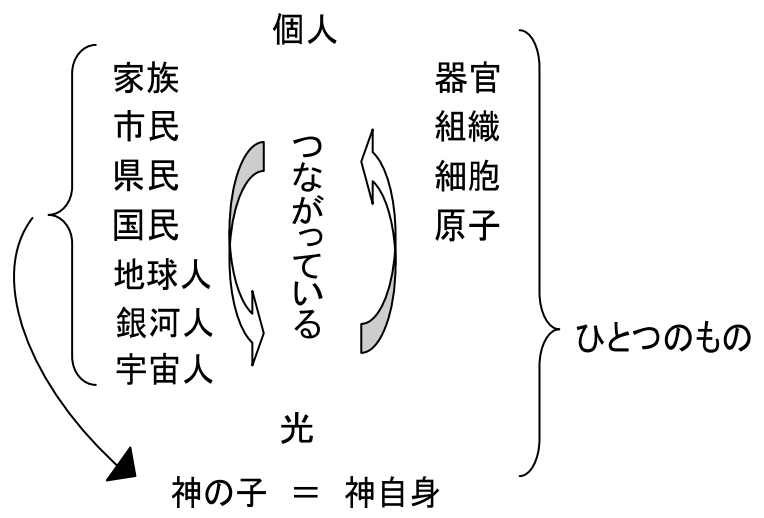 個人
家族
市民
県民
国民
地球人
銀河人
宇宙人
つながっている
器官
組織
細胞
原子
ひとつのもの
光
神の子 ＝ 神自身